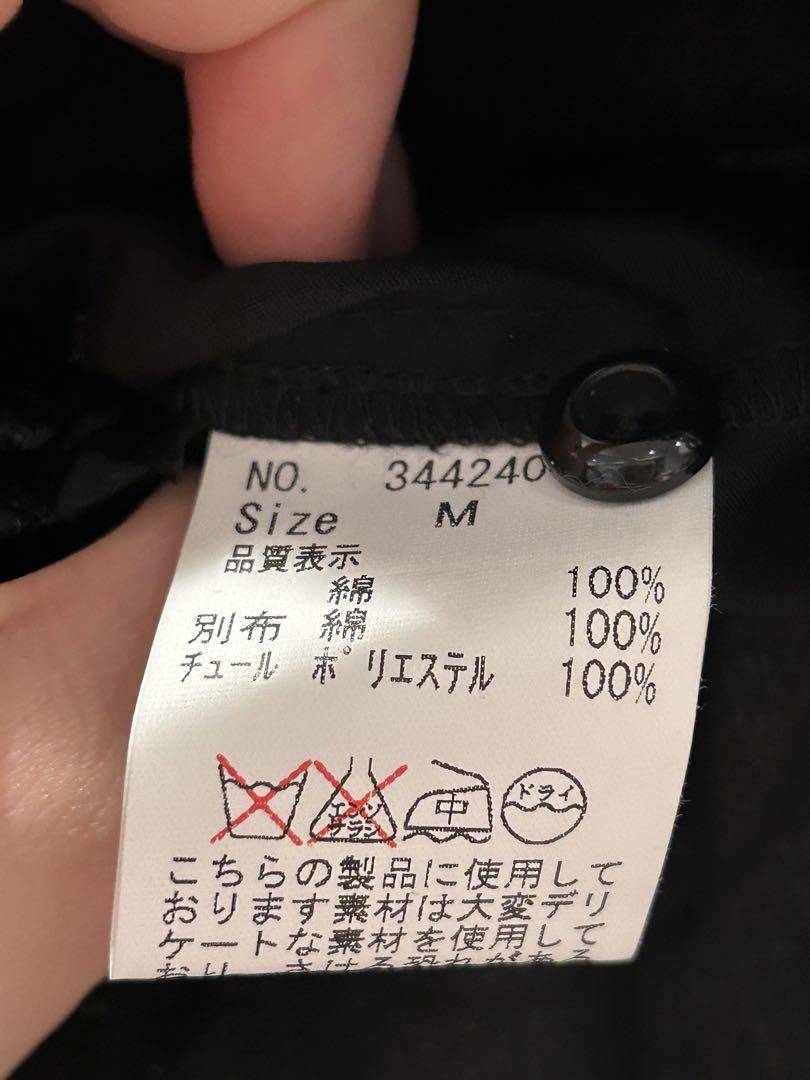 NO. 344240
Size M
品質表示
綿 100%
別布 綿 100%
チュール ポリエステル 100%
エンソ
サラシ
中
ドライ
こちらの製品に使用して
おります素材は大変デリ
ケートな素材を使用して
おり